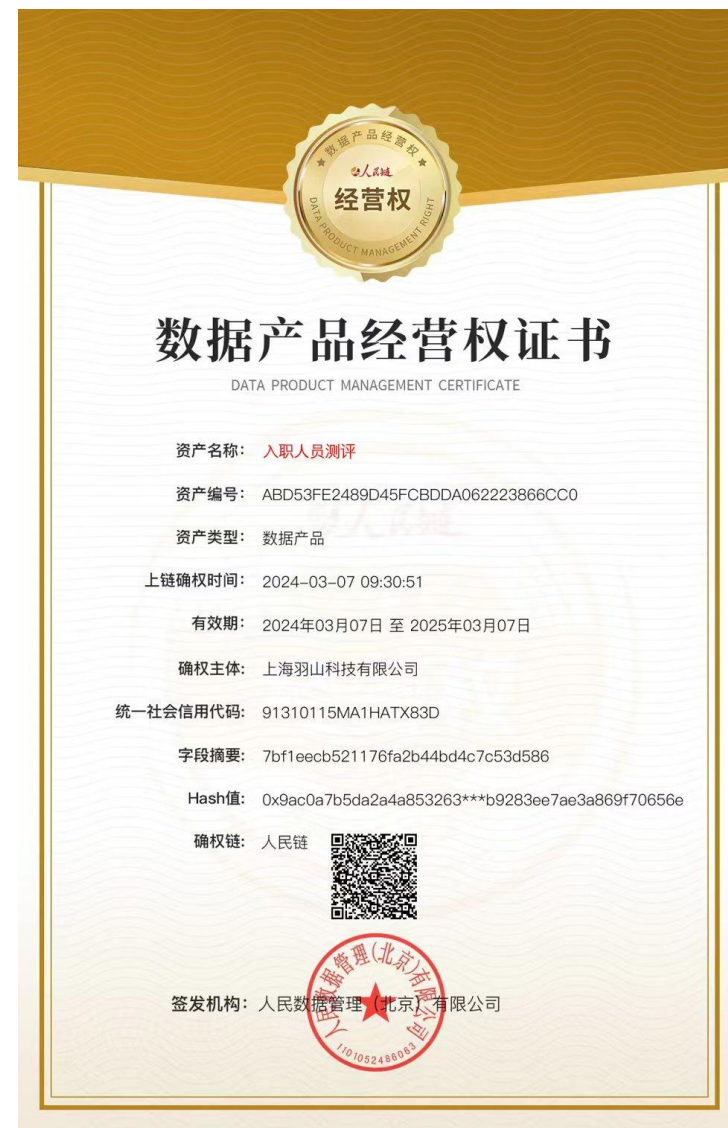 数据产品经营权
人民链
经营权
DATA PRODUCT MANAGEMENT RIGHT
数据产品经营权证书
DATA PRODUCT MANAGEMENT CERTIFICATE
资产名称: 入职人员测评
资产编号: ABD53FE2489D45FCBDDA062223866CC0
人民链
资产类型: 数据产品
上链确权时间: 2024-03-07 09:30:51
有效期: 2024年03月07日 至 2025年03月07日
确权主体: 上海羽山科技有限公司
统一社会信用代码: 91310115MA1HATX83D
字段摘要: 7bf1eecb521176fa2b44bd4c7c53d586
Hash值: 0x9ac0a7b5da2a4a853263***b9283ee7ae3a869f70656e
确权链: 人民链
人民数据管理(北京)有限公司
签发机构: 人民数据管理（北京）有限公司
1101052486063